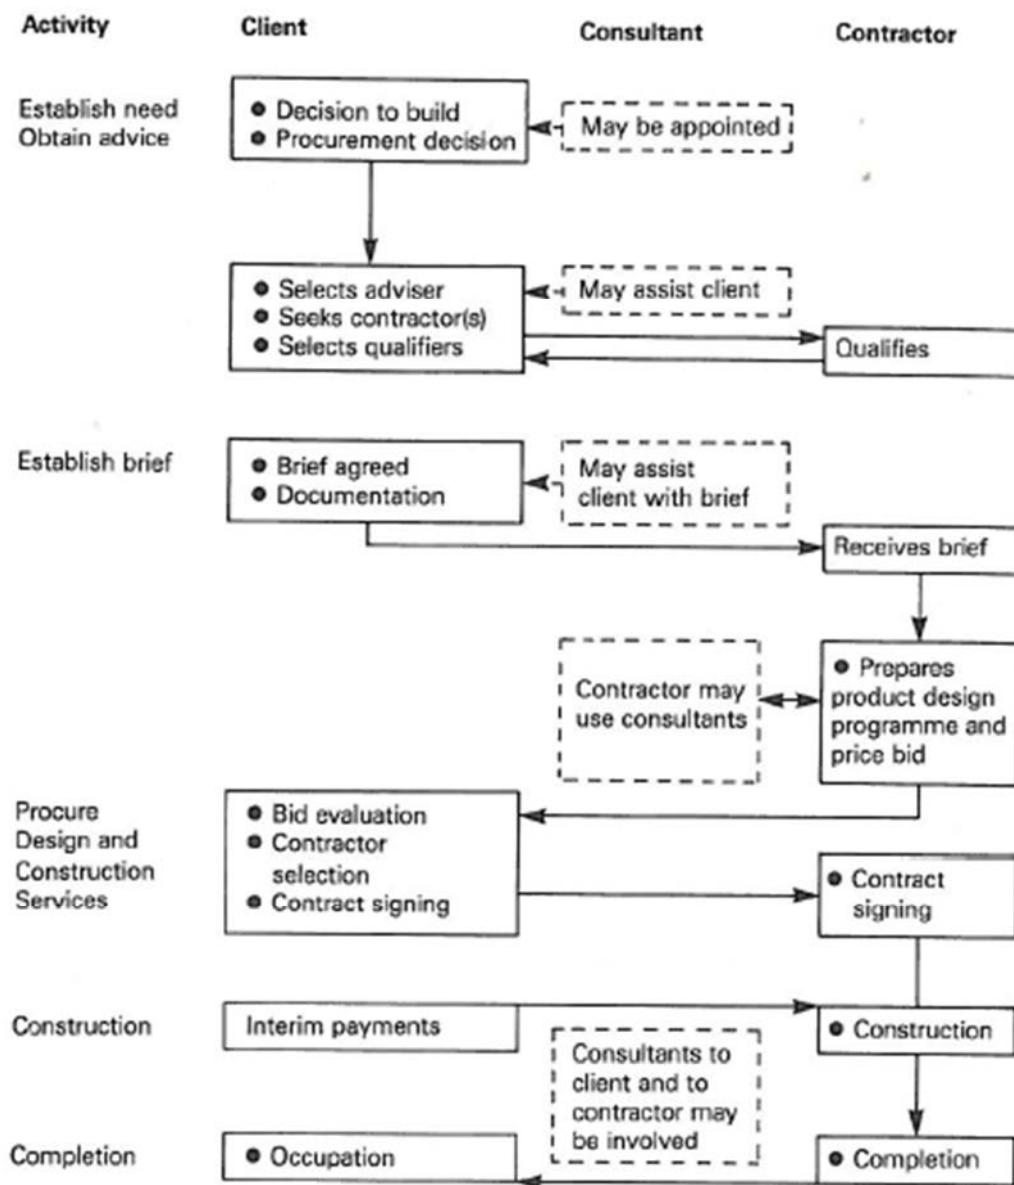 Activity
Client
Consultant
Contractor
Establish need
Obtain advice
● Decision to build
● Procurement decision
May be appointed
● Selects adviser
● Seeks contractor(s)
● Selects qualifiers
May assist client
Qualifies
Establish brief
● Brief agreed
● Documentation
May assist
client with brief
Receives brief
Contractor may
use consultants
● Prepares
product design
programme and
price bid
Procure
Design and
Construction
Services
● Bid evaluation
● Contractor
selection
● Contract signing
● Contract
signing
Construction
Interim payments
● Construction
Consultants to
client and to
contractor may
be involved
Completion
● Occupation
● Completion